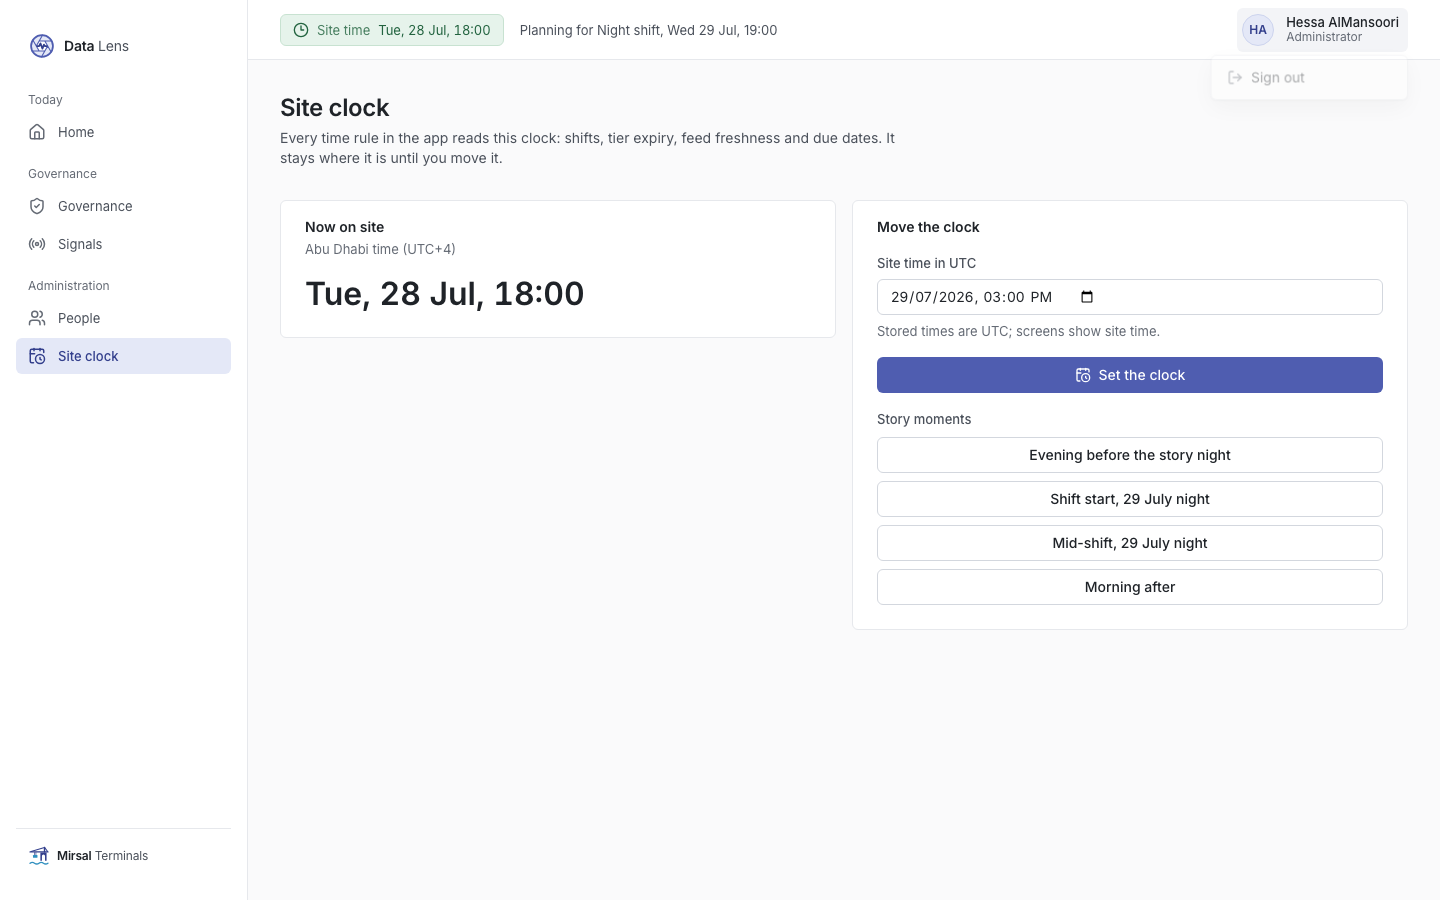 Data Lens
Today
Home
Governance
Governance
Signals
Administration
People
Site clock
Mirsal Terminals
Site time Tue, 28 Jul, 18:00
Planning for Night shift, Wed 29 Jul, 19:00
HA
Hessa AlMansoori
Administrator
Sign out
Site clock
Every time rule in the app reads this clock: shifts, tier expiry, feed freshness and due dates. It
stays where it is until you move it.
Now on site
Abu Dhabi time (UTC+4)
Tue, 28 Jul, 18:00
Move the clock
Site time in UTC
29/07/2026, 03:00 PM
Stored times are UTC; screens show site time.
Set the clock
Story moments
Evening before the story night
Shift start, 29 July night
Mid-shift, 29 July night
Morning after